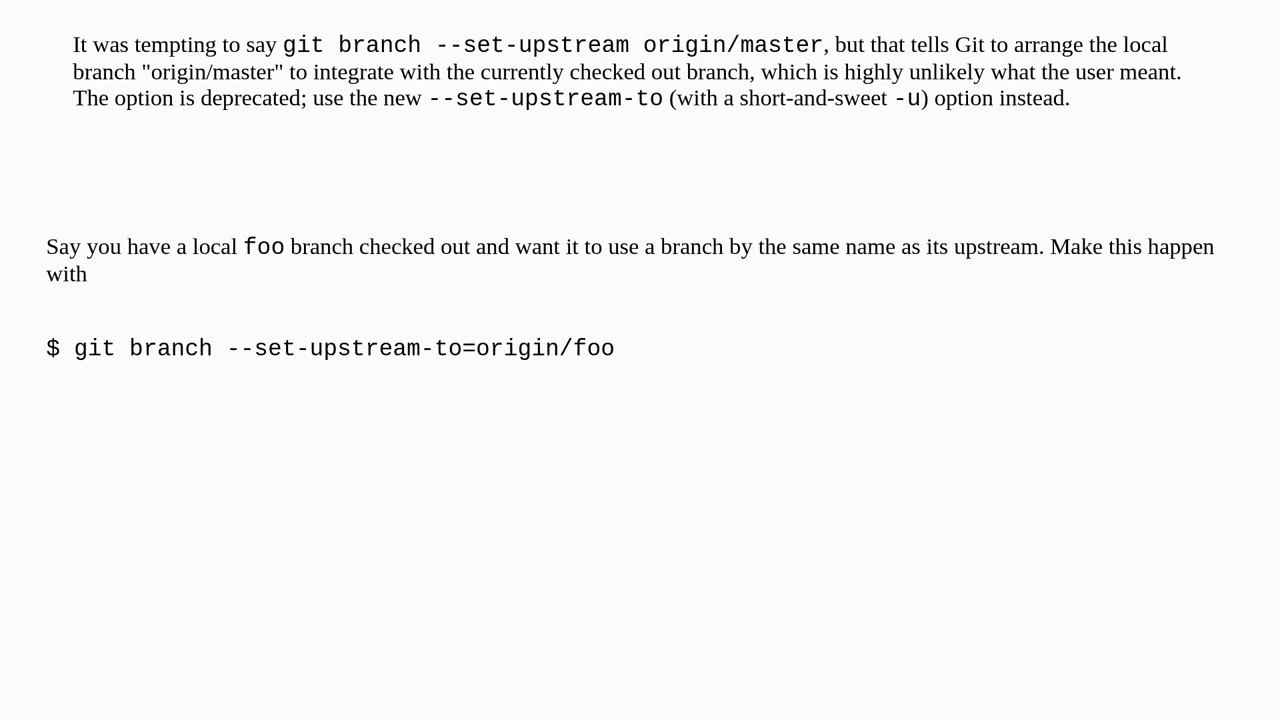 It was tempting to say git branch --set-upstream origin/master, but that tells Git to arrange the local
branch "origin/master" to integrate with the currently checked out branch, which is highly unlikely what the user meant.
The option is deprecated; use the new --set-upstream-to (with a short-and-sweet -u) option instead.
Say you have a local foo branch checked out and want it to use a branch by the same name as its upstream. Make this happen
with
$ git branch --set-upstream-to=origin/foo